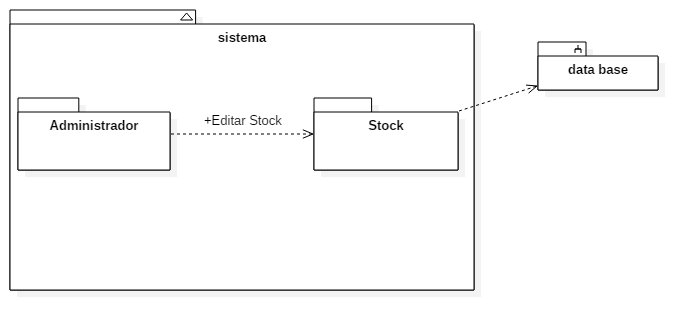 sistema
data base
Administrador
+Editar Stock
Stock